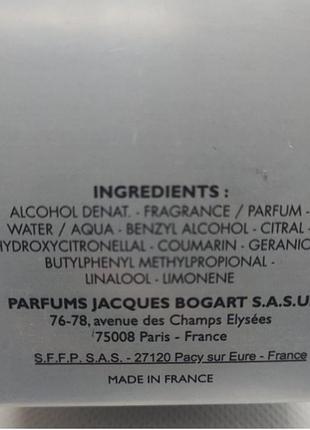 INGREDIENTS :
ALCOHOL DENAT. - FRAGRANCE / PARFUM -
WATER / AQUA - BENZYL ALCOHOL - CITRAL -
HYDROXYCITRONELLAL - COUMARIN - GERANIO
BUTYLPHENYL METHYLPROPIONAL -
LINALOOL - LIMONENE
PARFUMS JACQUES BOGART S.A.S.U
76-78, avenue des Champs Elysées
75008 Paris - France
S.F.F.P. S.A.S. - 27120 Pacy sur Eure - France
MADE IN FRANCE